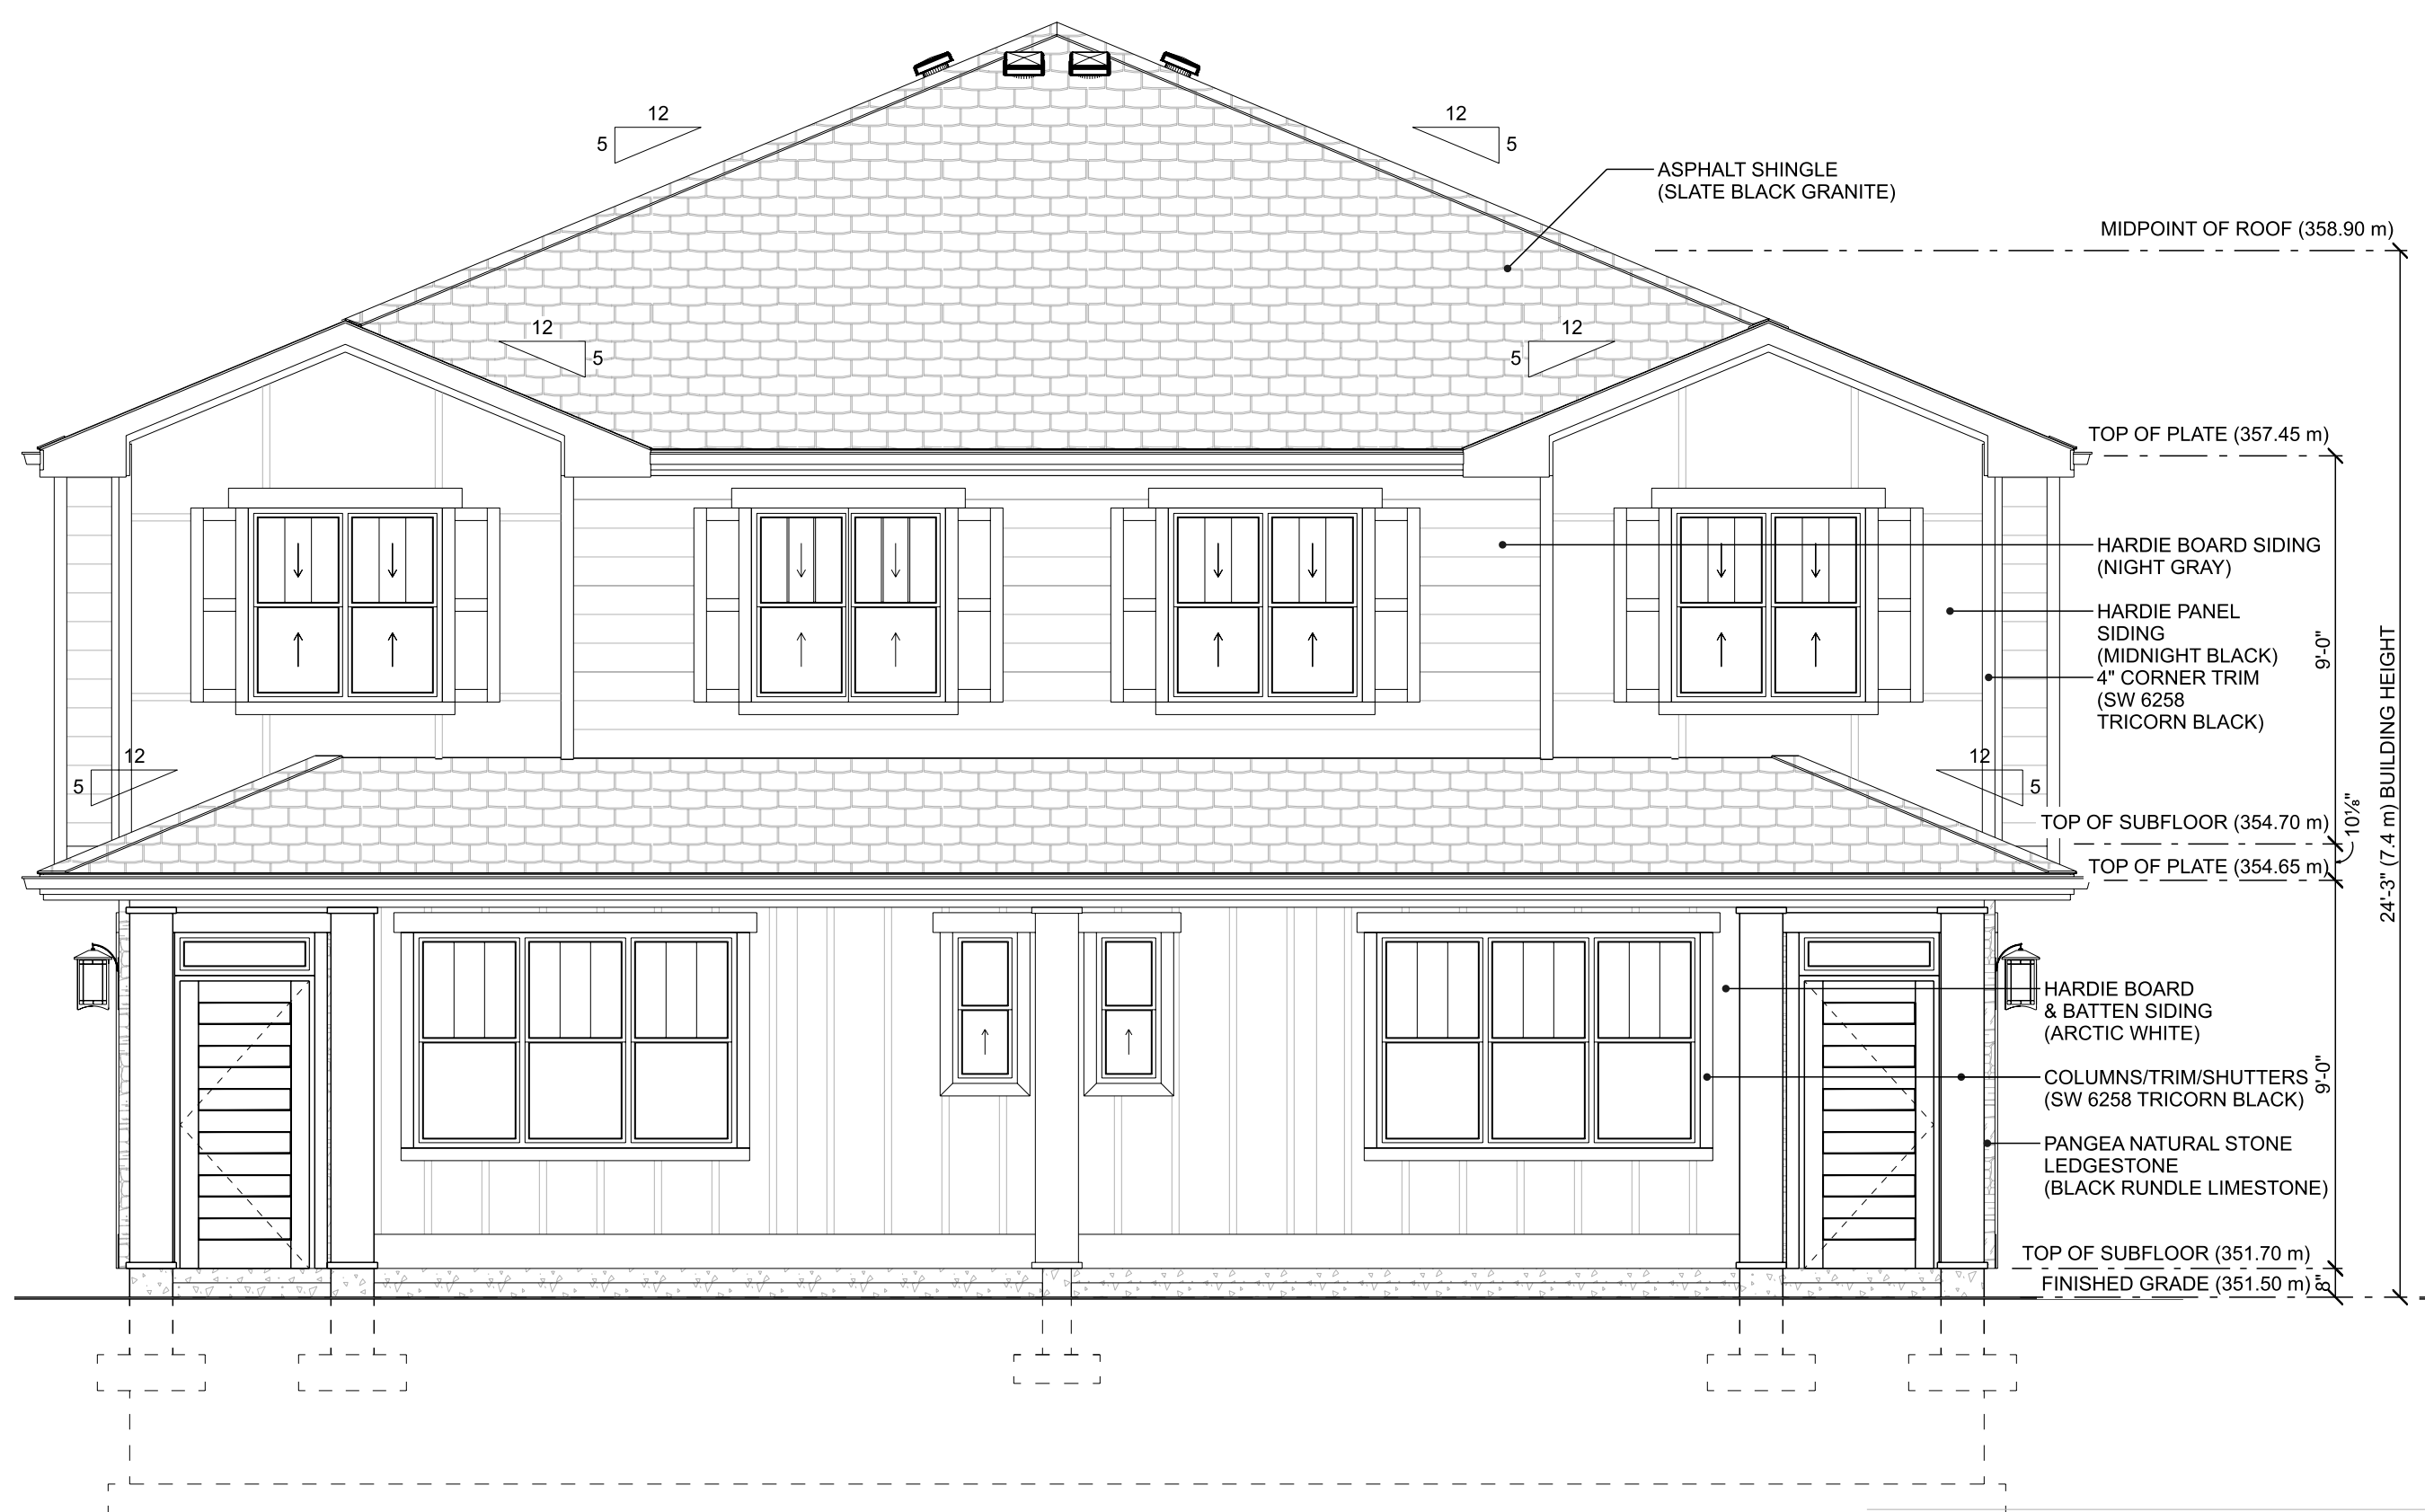 12
5
12
5
ASPHALT SHINGLE
(SLATE BLACK GRANITE)
MIDPOINT OF ROOF (358.90 m)
12
5
12
5
TOP OF PLATE (357.45 m)
HARDIE BOARD SIDING
(NIGHT GRAY)
HARDIE PANEL
SIDING
(MIDNIGHT BLACK)
4" CORNER TRIM
(SW 6258
TRICORN BLACK)
9'-0"
24'-3" (7.4 m) BUILDING HEIGHT
12
5
12
5
TOP OF SUBFLOOR (354.70 m)
10⅛"
TOP OF PLATE (354.65 m)
HARDIE BOARD
& BATTEN SIDING
(ARCTIC WHITE)
9'-0"
COLUMNS/TRIM/SHUTTERS
(SW 6258 TRICORN BLACK)
PANGEA NATURAL STONE
LEDGESTONE
(BLACK RUNDLE LIMESTONE)
TOP OF SUBFLOOR (351.70 m)
FINISHED GRADE (351.50 m)
8"